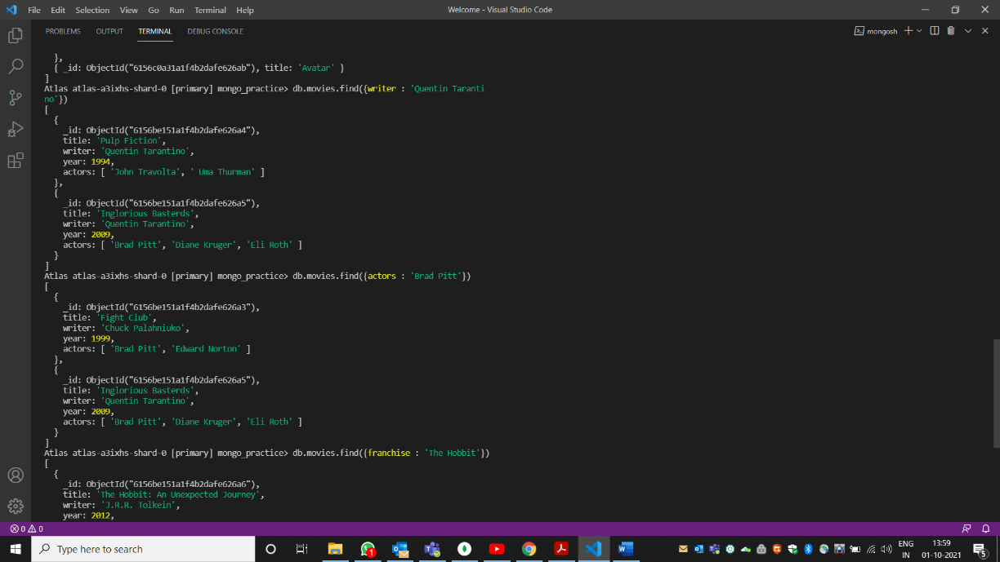 File Edit Selection View Go Run Terminal Help
Welcome - Visual Studio Code
PROBLEMS OUTPUT TERMINAL DEBUG CONSOLE
mongosh
},
{ _id: ObjectId("6156c0a31a1f4b2dafe626ab"), title: 'Avatar' }
]
Atlas atlas-a3ixhs-shard-0 [primary] mongo_practice> db.movies.find({writer : 'Quentin Taranti
no'})
[
{
_id: ObjectId("6156be151a1f4b2dafe626a4"),
title: 'Pulp Fiction',
writer: 'Quentin Tarantino',
year: 1994,
actors: [ 'John Travolta', ' Uma Thurman' ]
},
{
_id: ObjectId("6156be151a1f4b2dafe626a5"),
title: 'Inglorious Basterds',
writer: 'Quentin Tarantino',
year: 2009,
actors: [ 'Brad Pitt', 'Diane Kruger', 'Eli Roth' ]
}
]
Atlas atlas-a3ixhs-shard-0 [primary] mongo_practice> db.movies.find({actors : 'Brad Pitt'})
[
{
_id: ObjectId("6156be151a1f4b2dafe626a3"),
title: 'Fight Club',
writer: 'Chuck Palahniuko',
year: 1999,
actors: [ 'Brad Pitt', 'Edward Norton' ]
},
{
_id: ObjectId("6156be151a1f4b2dafe626a5"),
title: 'Inglorious Basterds',
writer: 'Quentin Tarantino',
year: 2009,
actors: [ 'Brad Pitt', 'Diane Kruger', 'Eli Roth' ]
}
]
Atlas atlas-a3ixhs-shard-0 [primary] mongo_practice> db.movies.find({franchise : 'The Hobbit'})
[
{
_id: ObjectId("6156be151a1f4b2dafe626a6"),
title: 'The Hobbit: An Unexpected Journey',
writer: 'J.R.R. Tolkein',
year: 2012,
0 0
Type here to search
1
ENG
IN
13:59
01-10-2021
5